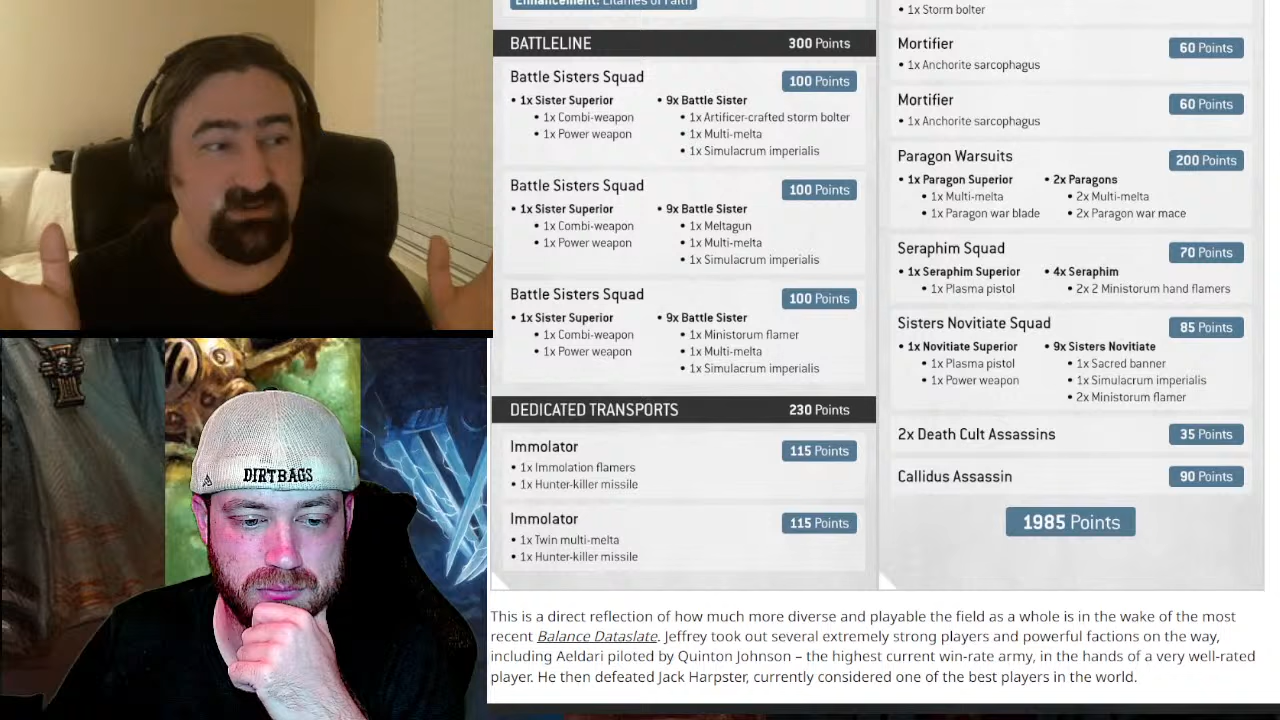 Enhancement: Litanies of Faith
BATTLELINE 300 Points
Battle Sisters Squad 100 Points
• 1x Sister Superior
• 1x Combi-weapon
• 1x Power weapon
• 9x Battle Sister
• 1x Artificer-crafted storm bolter
• 1x Multi-melta
• 1x Simulacrum imperialis
Battle Sisters Squad 100 Points
• 1x Sister Superior
• 1x Combi-weapon
• 1x Power weapon
• 9x Battle Sister
• 1x Meltagun
• 1x Multi-melta
• 1x Simulacrum imperialis
Battle Sisters Squad 100 Points
• 1x Sister Superior
• 1x Combi-weapon
• 1x Power weapon
• 9x Battle Sister
• 1x Ministorum flamer
• 1x Multi-melta
• 1x Simulacrum imperialis
DEDICATED TRANSPORTS 230 Points
Immolator 115 Points
• 1x Immolation flamers
• 1x Hunter-killer missile
Immolator 115 Points
• 1x Twin multi-melta
• 1x Hunter-killer missile
• 1x Storm bolter
Mortifier 60 Points
• 1x Anchorite sarcophagus
Mortifier 60 Points
• 1x Anchorite sarcophagus
Paragon Warsuits 200 Points
• 1x Paragon Superior
• 1x Multi-melta
• 1x Paragon war blade
• 2x Paragons
• 2x Multi-melta
• 2x Paragon war mace
Seraphim Squad 70 Points
• 1x Seraphim Superior
• 1x Plasma pistol
• 4x Seraphim
• 2x 2 Ministorum hand flamers
Sisters Novitiate Squad 85 Points
• 1x Novitiate Superior
• 1x Plasma pistol
• 1x Power weapon
• 9x Sisters Novitiate
• 1x Sacred banner
• 1x Simulacrum imperialis
• 2x Ministorum flamer
2x Death Cult Assassins 35 Points
Callidus Assassin 90 Points
1985 Points
This is a direct reflection of how much more diverse and playable the field as a whole is in the wake of the most
recent Balance Dataslate. Jeffrey took out several extremely strong players and powerful factions on the way,
including Aeldari piloted by Quinton Johnson – the highest current win-rate army, in the hands of a very well-rated
player. He then defeated Jack Harpster, currently considered one of the best players in the world.
DIRTBAGS